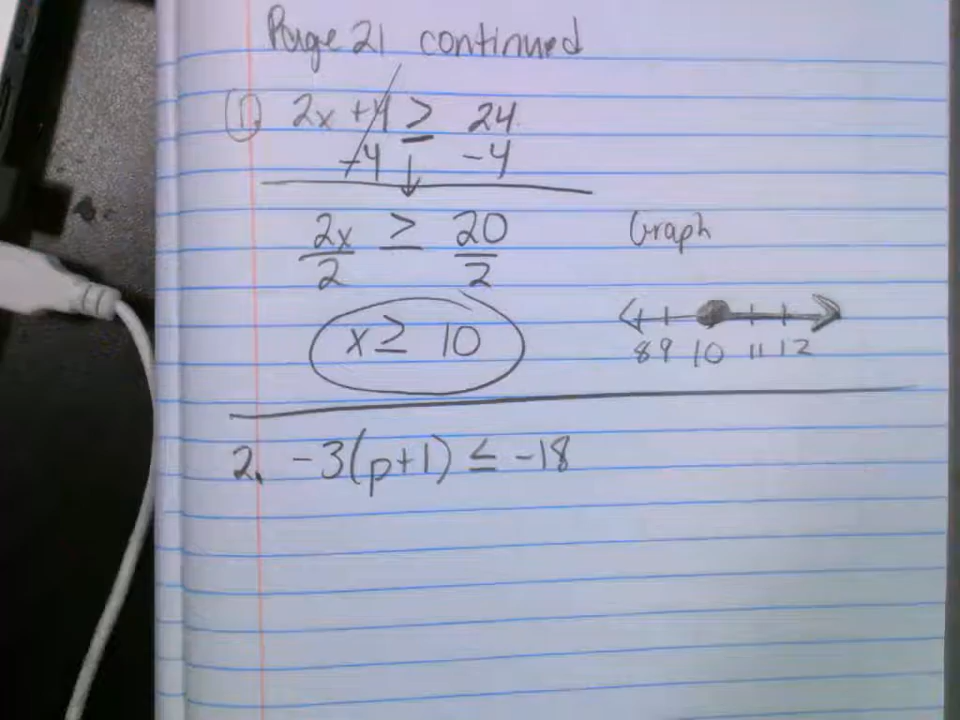 Page 21 continued
1. 2x + 4 ≥ 24
-4 ↓ -4
2x ≥ 20
2 2
Graph
x ≥ 10
8 9 10 11 12
2. -3(p+1) ≤ -18